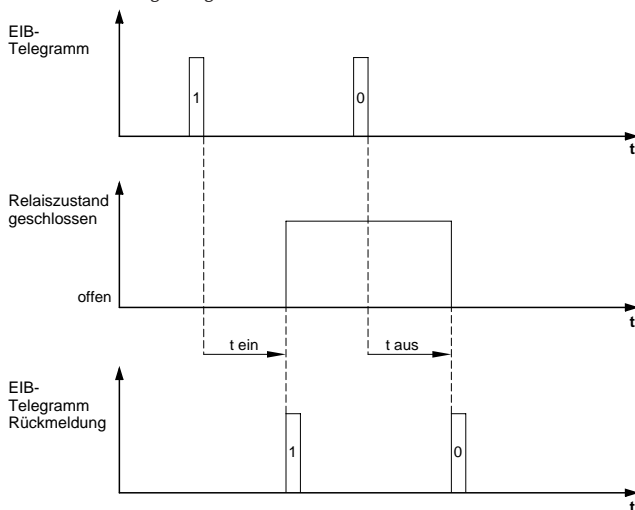 EIB-
Telegramm
1
0
t
Relaiszustand
geschlossen
offen
t
t ein
t aus
EIB-
Telegramm
Rückmeldung
1
0
t